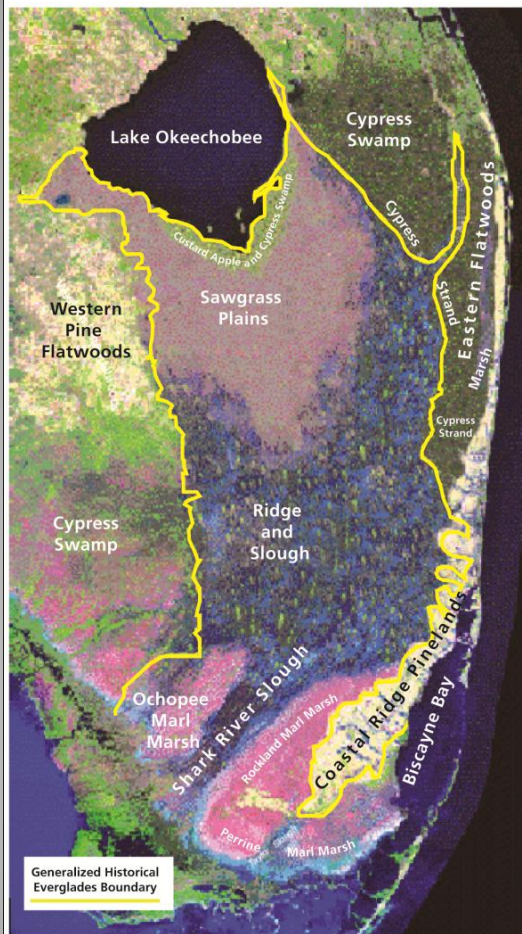 Lake Okeechobee
Cypress
Swamp
Custard Apple and Cypress Swamp
Cypress
Strand
Eastern Flatwoods
Marsh
Sawgrass
Plains
Western
Pine
Flatwoods
Cypress
Strand
Cypress
Swamp
Ridge
and
Slough
Ochopee
Marl
Marsh
Shark River Slough
Rockland Marl Marsh
Coastal Ridge Pinelands
Biscayne Bay
Perrine
Marl Marsh
Generalized Historical
Everglades Boundary